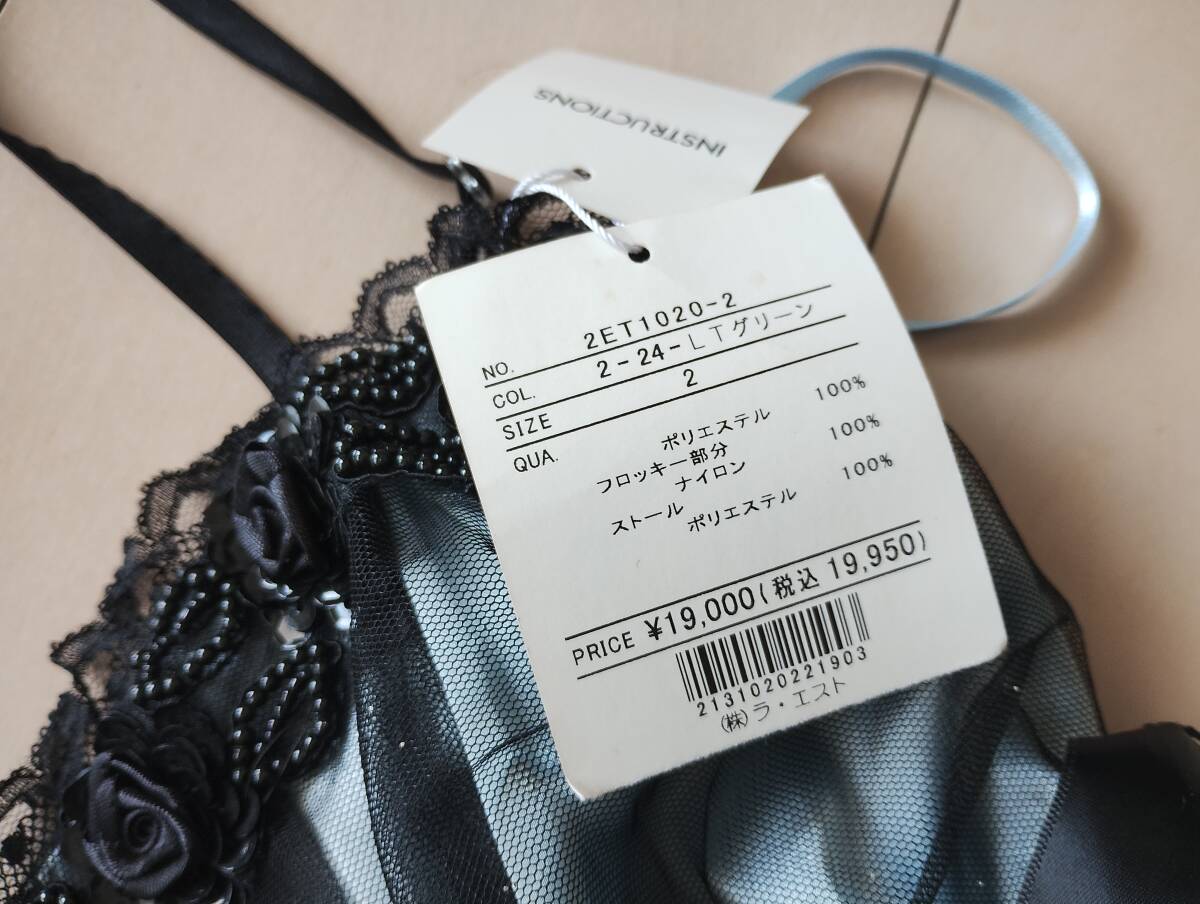 INSTRUCTIONS
NO. 2ET1020-2
COL. 2-24-LTグリーン
SIZE 2
QUA. ポリエステル 100%
フロッキー部分
ナイロン 100%
ストール
ポリエステル 100%
PRICE ¥19,000(税込 19,950)
2131020221903
(株)ラ・エスト